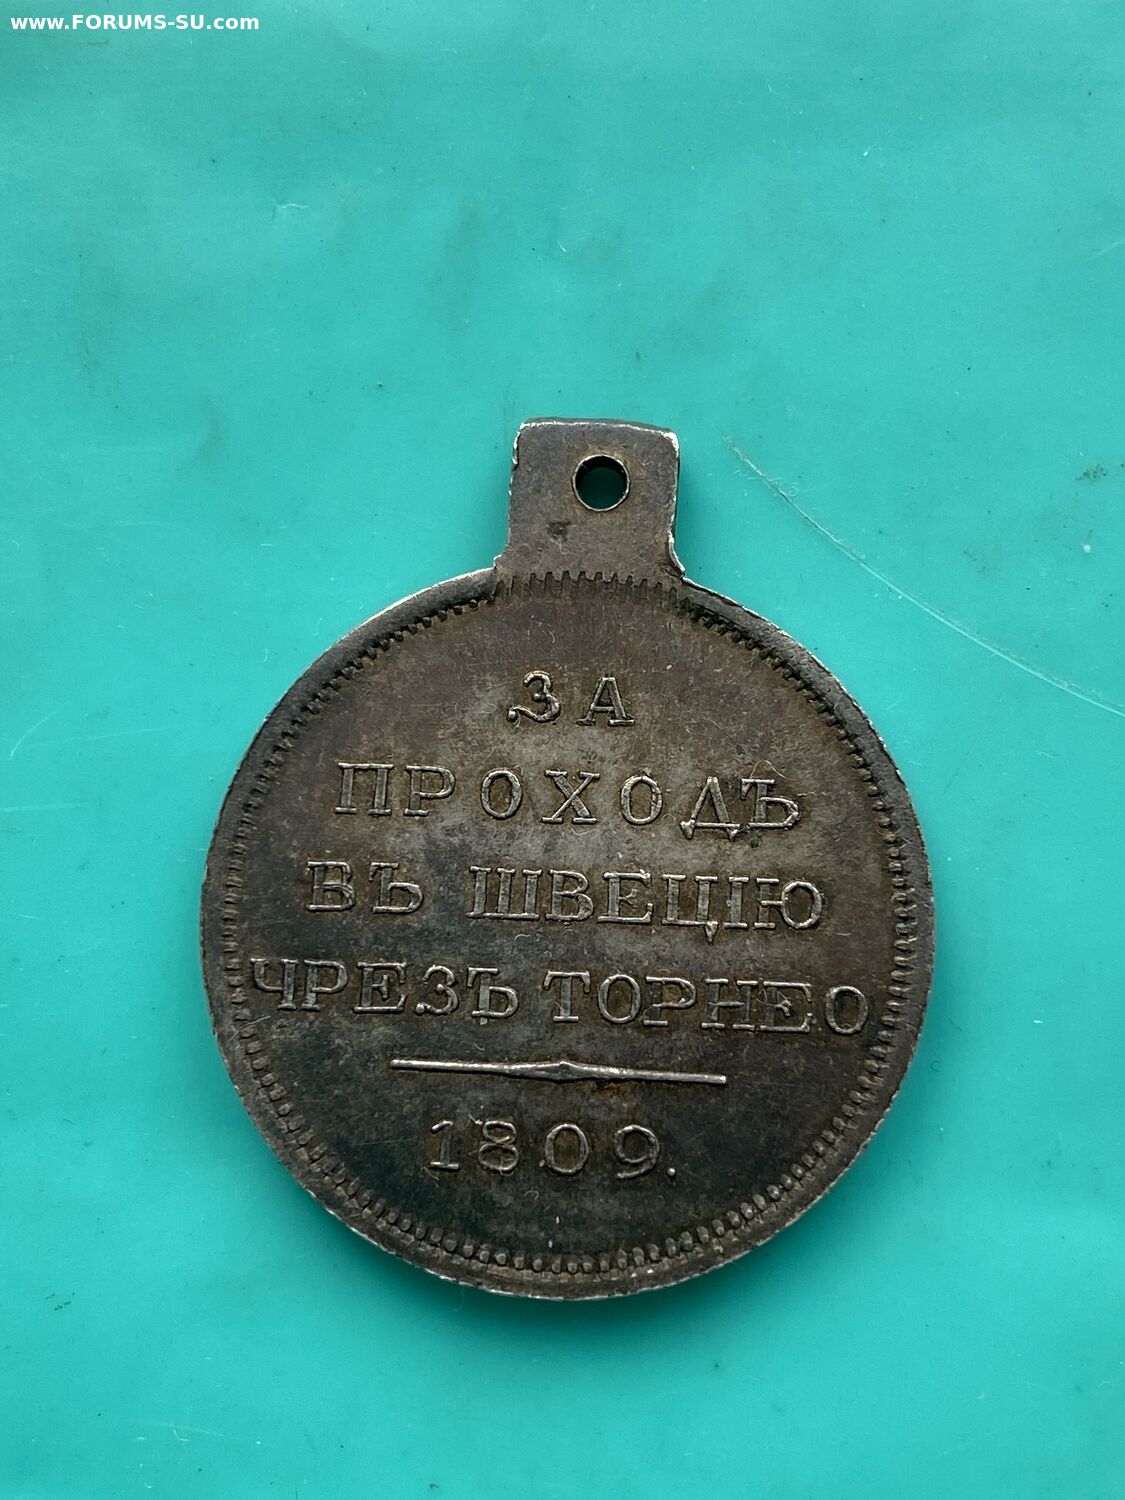 www.FORUMS-SU.com
ЗА
ПРОХОДЪ
ВЪ ШВЕЦІЮ
ЧРЕЗЪ ТОРНЕО
1809.